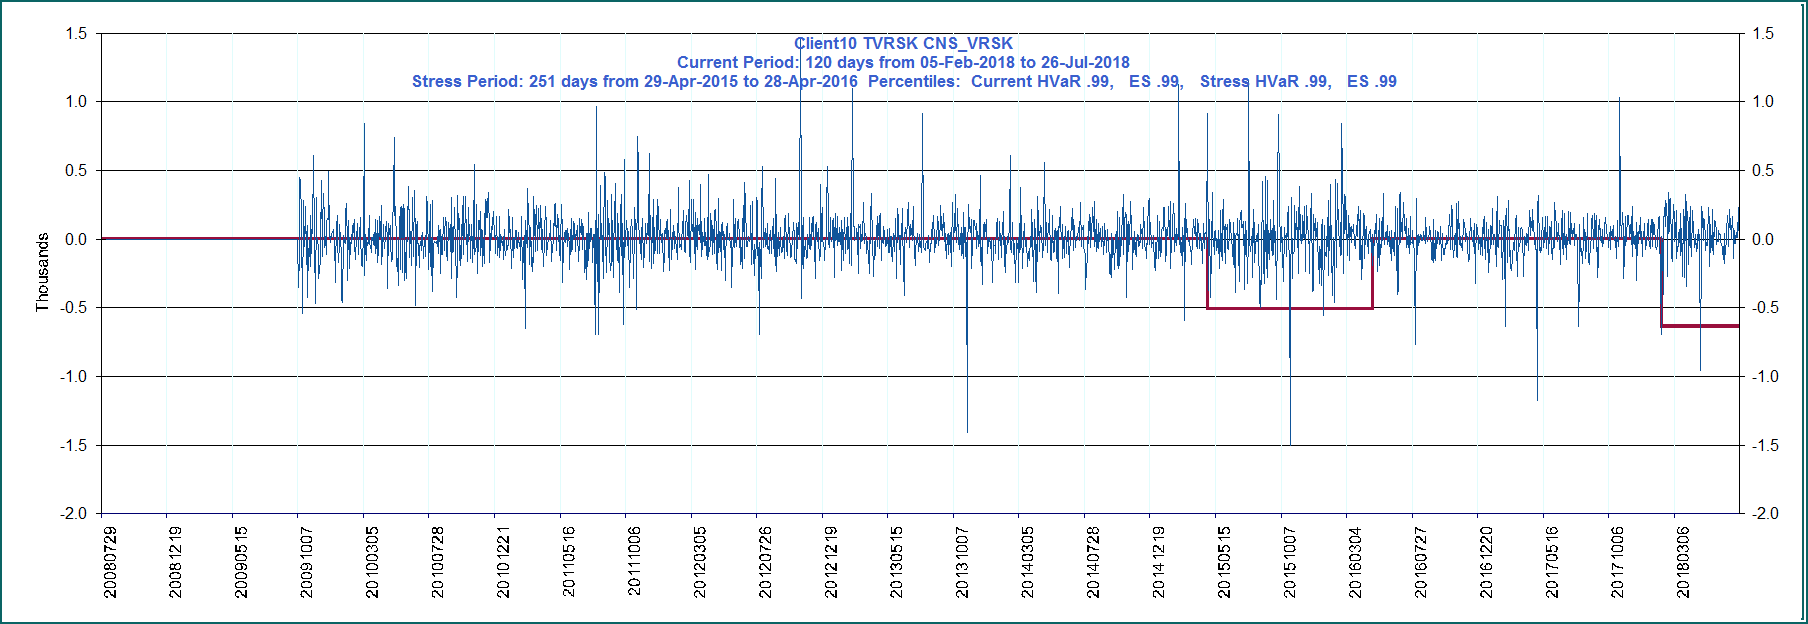 Client10 TVRSK CNS_VRSK
Current Period: 120 days from 05-Feb-2018 to 26-Jul-2018
Stress Period: 251 days from 29-Apr-2015 to 28-Apr-2016 Percentiles: Current HVaR .99, ES .99, Stress HVaR .99, ES .99
1.5 1.5
1.0 1.0
0.5 0.5
0.0 0.0
-0.5 -0.5
-1.0 -1.0
-1.5 -1.5
-2.0 -2.0
Thousands
20080729 20081219 20090515 20091007 20100305 20100728 20101221 20110516 20111006 20120305 20120726 20121219 20130515 20131007 20140305 20140728 20141219 20150515 20151007 20160304 20160727 20161220 20170516 20171006 20180306